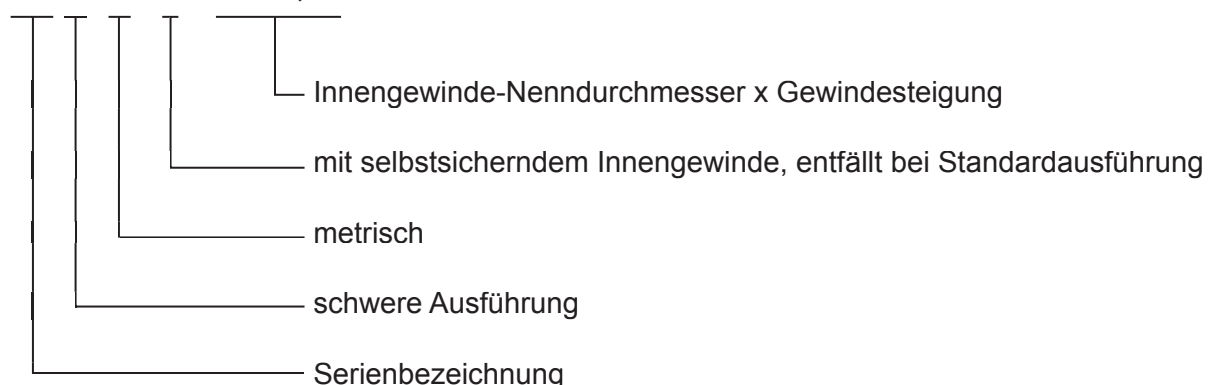 Innengewinde-Nenndurchmesser x Gewindesteigung
mit selbstsicherndem Innengewinde, entfällt bei Standardausführung
metrisch
schwere Ausführung
Serienbezeichnung